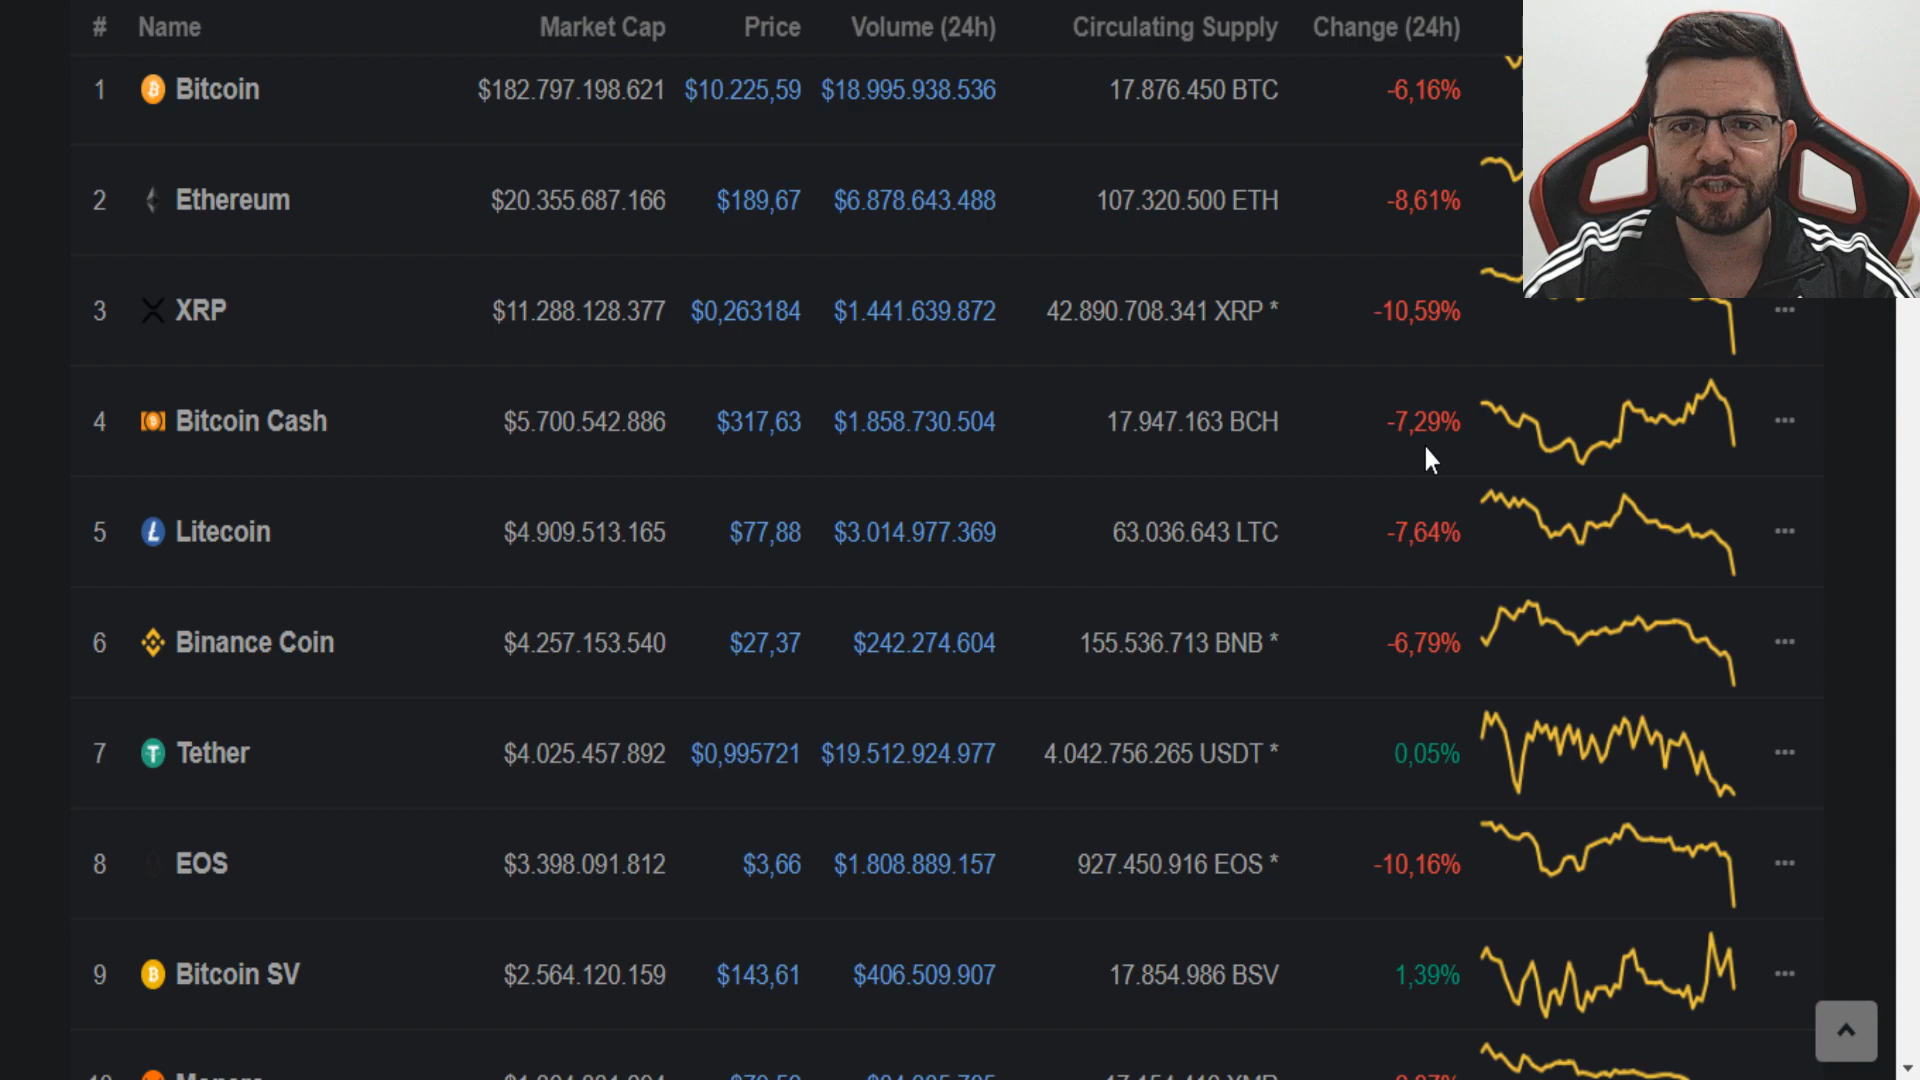 # Name Market Cap Price Volume (24h) Circulating Supply Change (24h)
1 Bitcoin $182.797.198.621 $10.225,59 $18.995.938.536 17.876.450 BTC -6,16%
2 Ethereum $20.355.687.166 $189,67 $6.878.643.488 107.320.500 ETH -8,61%
3 XRP $11.288.128.377 $0,263184 $1.441.639.872 42.890.708.341 XRP * -10,59%
4 Bitcoin Cash $5.700.542.886 $317,63 $1.858.730.504 17.947.163 BCH -7,29%
5 Litecoin $4.909.513.165 $77,88 $3.014.977.369 63.036.643 LTC -7,64%
6 Binance Coin $4.257.153.540 $27,37 $242.274.604 155.536.713 BNB * -6,79%
7 Tether $4.025.457.892 $0,995721 $19.512.924.977 4.042.756.265 USDT * 0,05%
8 EOS $3.398.091.812 $3,66 $1.808.889.157 927.450.916 EOS * -10,16%
9 Bitcoin SV $2.564.120.159 $143,61 $406.509.907 17.854.986 BSV 1,39%